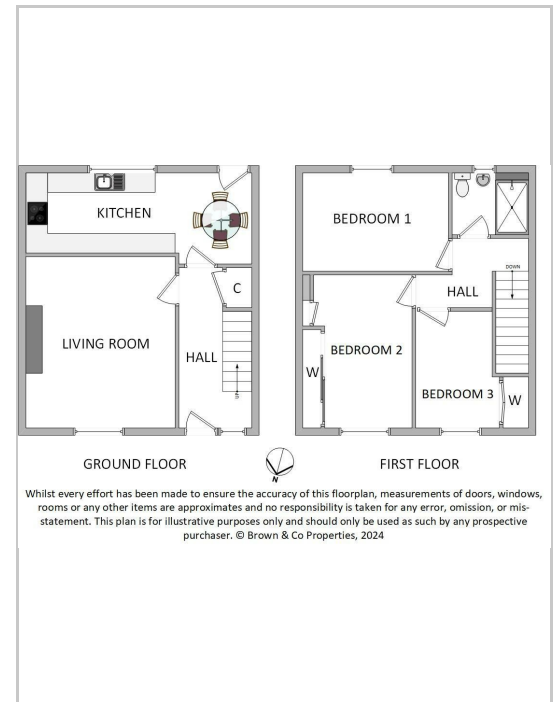 KITCHEN
C
LIVING ROOM
HALL
UP
GROUND FLOOR
BEDROOM 1
DOWN
HALL
BEDROOM 2
W
BEDROOM 3
W
FIRST FLOOR
N
Whilst every effort has been made to ensure the accuracy of this floorplan, measurements of doors, windows,
rooms or any other items are approximates and no responsibility is taken for any error, omission, or mis-
statement. This plan is for illustrative purposes only and should only be used as such by any prospective
purchaser. © Brown & Co Properties, 2024